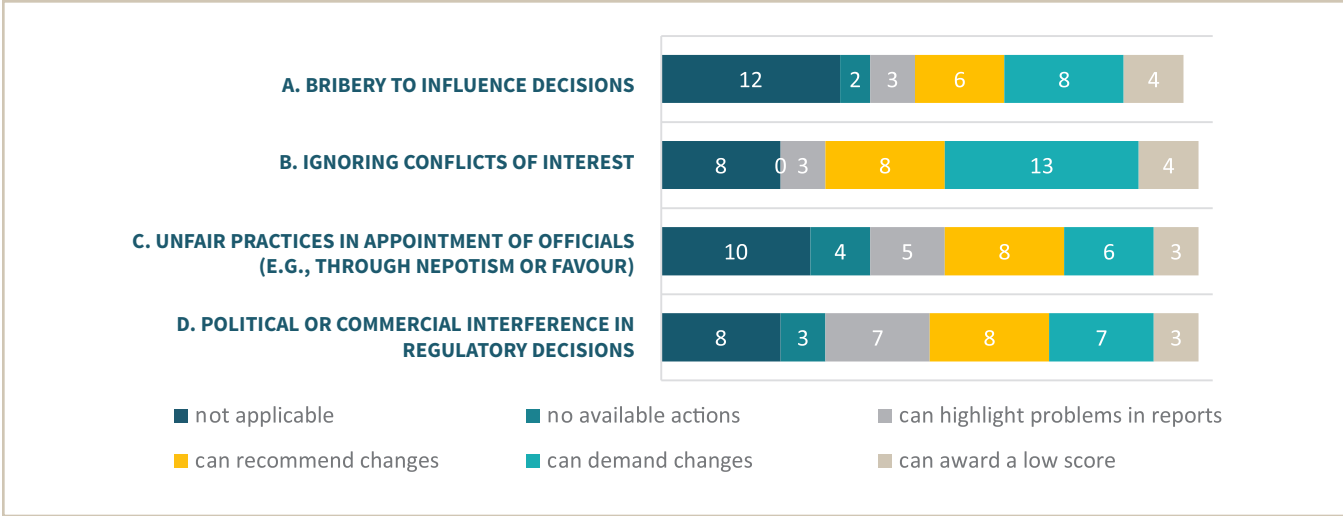 A. BRIBERY TO INFLUENCE DECISIONS
12 2 3 6 8 4
B. IGNORING CONFLICTS OF INTEREST
8 0 3 8 13 4
C. UNFAIR PRACTICES IN APPOINTMENT OF OFFICIALS
(E.G., THROUGH NEPOTISM OR FAVOUR)
10 4 5 8 6 3
D. POLITICAL OR COMMERCIAL INTERFERENCE IN
REGULATORY DECISIONS
8 3 7 8 7 3
not applicable no available actions can highlight problems in reports
can recommend changes can demand changes can award a low score